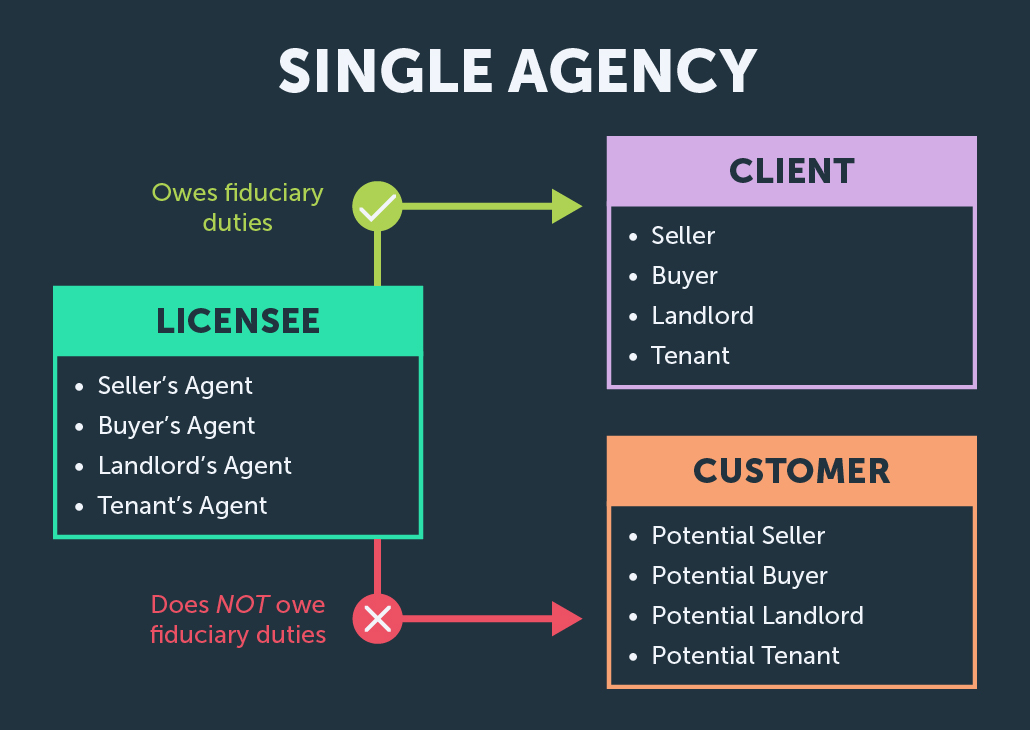 SINGLE AGENCY
Owes fiduciary
duties
CLIENT
• Seller
• Buyer
• Landlord
• Tenant
LICENSEE
• Seller’s Agent
• Buyer’s Agent
• Landlord’s Agent
• Tenant’s Agent
Does NOT owe
fiduciary duties
CUSTOMER
• Potential Seller
• Potential Buyer
• Potential Landlord
• Potential Tenant